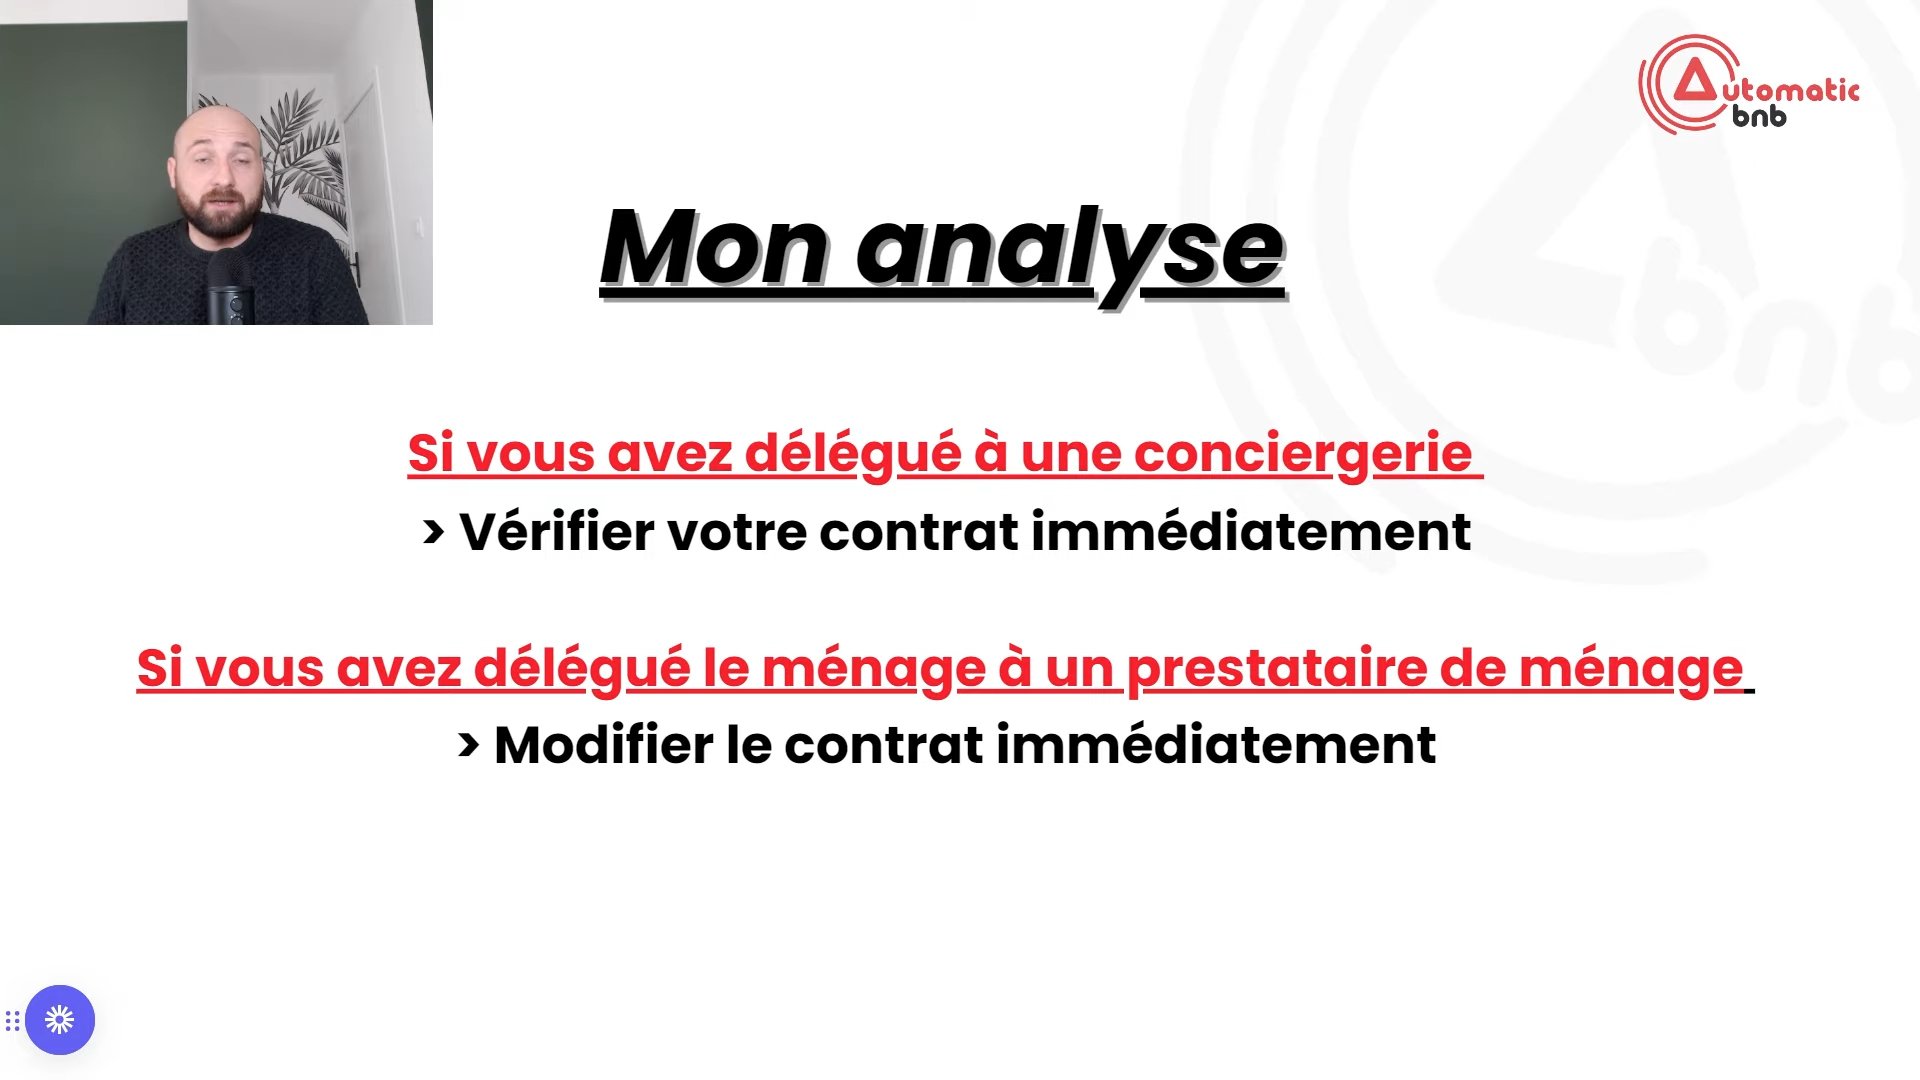 Automatic
bnb
Mon analyse
Si vous avez délégué à une conciergerie
> Vérifier votre contrat immédiatement
Si vous avez délégué le ménage à un prestataire de ménage
> Modifier le contrat immédiatement
bnb